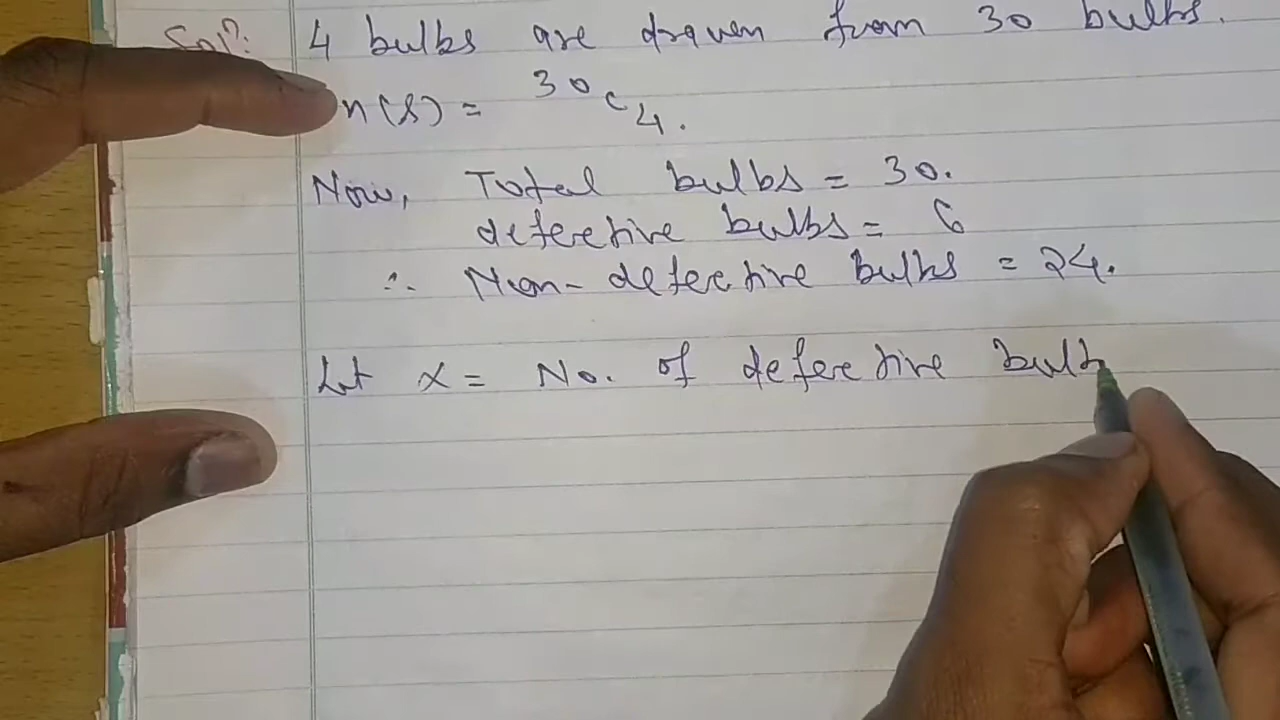 Solⁿ: 4 bulbs are drawn from 30 bulbs.
n(S) = ³⁰C₄.
Now, Total bulbs = 30.
defective bulbs = 6
∴ Non-defective bulbs = 24.
Let X = No. of defective bulb